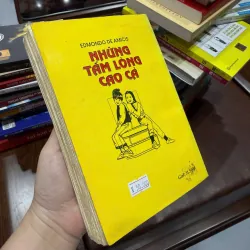 EDMONDO DE AMICIS
NHỮNG
TẤM LÒNG
CAO CẢ